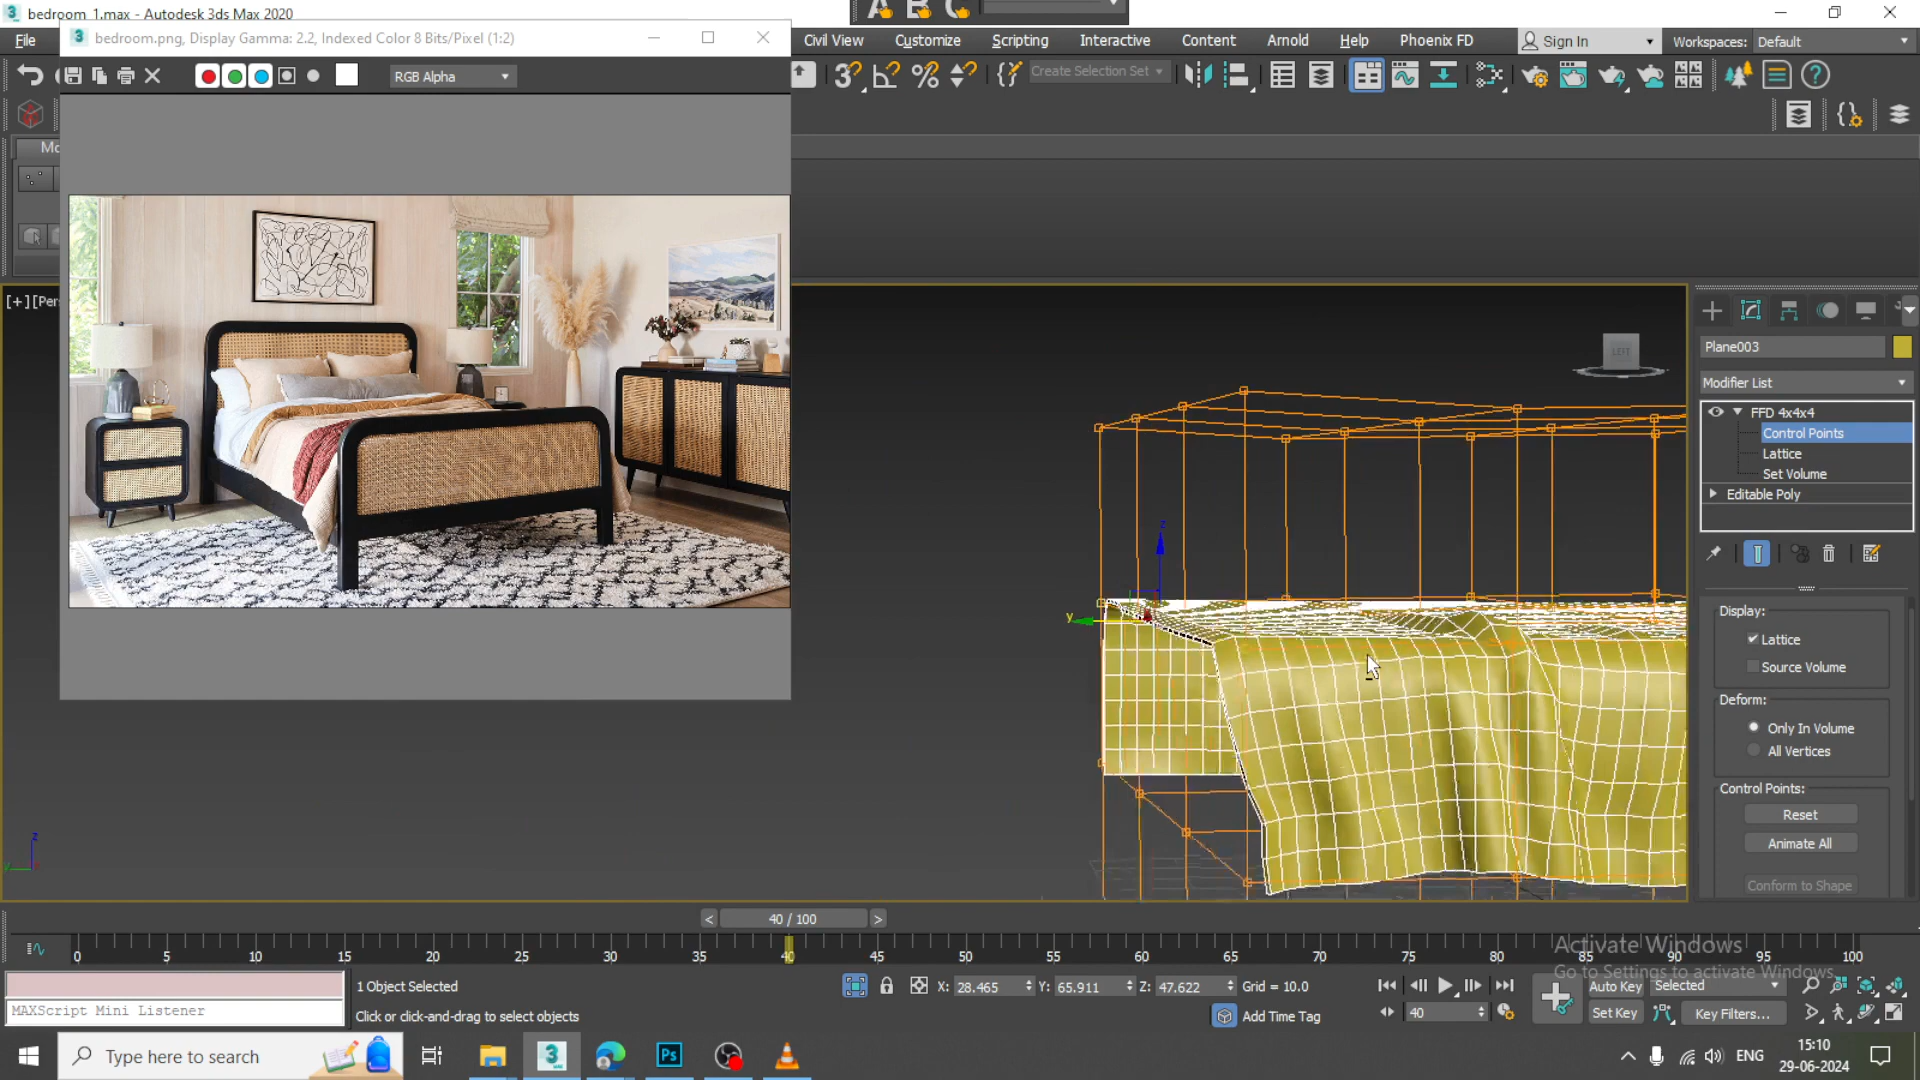 bedroom_1.max - Autodesk 3ds Max 2020
bedroom.png, Display Gamma: 2.2, Indexed Color 8 Bits/Pixel (1:2)
File
Civil View
Customize
Scripting
Interactive
Content
Arnold
Help
Phoenix FD
Sign In
Workspaces: Default
RGB Alpha
Create Selection Set
[+][Per
LEFT
Plane003
Modifier List
FFD 4x4x4
Control Points
Lattice
Set Volume
Editable Poly
Display:
Lattice
Source Volume
Deform:
Only In Volume
All Vertices
Control Points:
Reset
Animate All
Conform to Shape
z
y
z
y
< 40 / 100 >
0 5 10 15 20 25 30 35 40 45 50 55 60 65 70 75 80 85 90 95 100
Activate Windows
Go to Settings to activate Windows.
1 Object Selected
X: 28.465 Y: 65.911 Z: 47.622 Grid = 10.0
Auto Key
Selected
MAXScript Mini Listener
Click or click-and-drag to select objects
Add Time Tag
40
Set Key
Key Filters...
Type here to search
Ps
ENG
15:10
29-06-2024